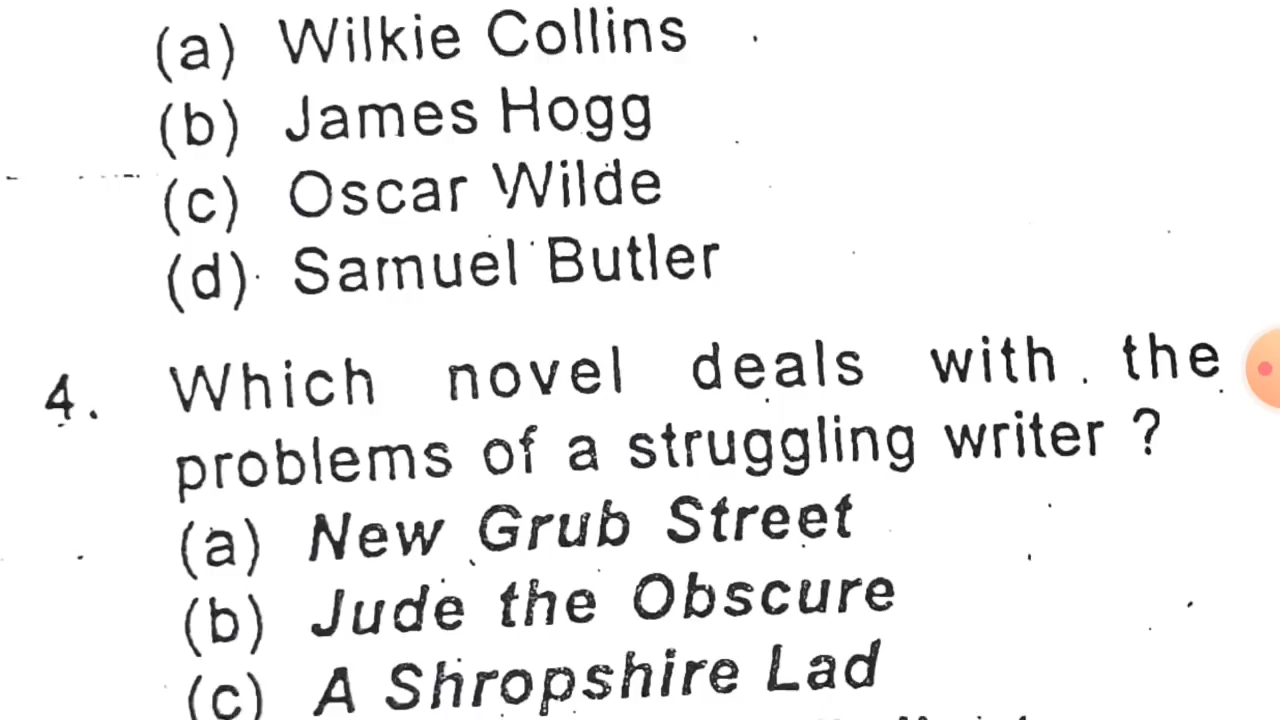 (a) Wilkie Collins
(b) James Hogg
(c) Oscar Wilde
(d) Samuel Butler
4. Which novel deals with the
problems of a struggling writer ?
(a) New Grub Street
(b) Jude the Obscure
(c) A Shropshire Lad